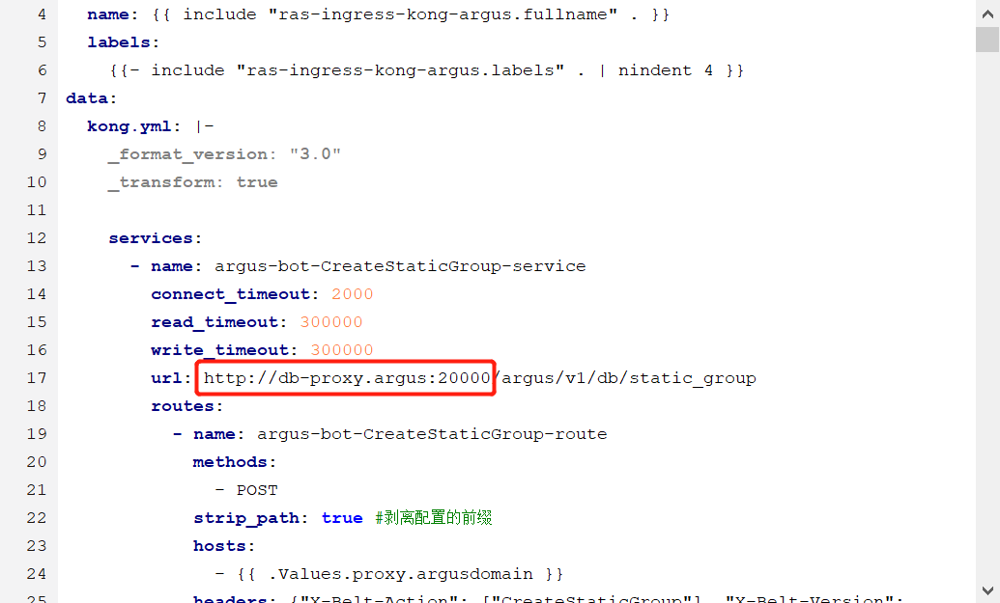 4 name: {{ include "ras-ingress-kong-argus.fullname" . }}
5 labels:
6 {{- include "ras-ingress-kong-argus.labels" . | nindent 4 }}
7 data:
8 kong.yml: |-
9 _format_version: "3.0"
10 _transform: true
11
12 services:
13 - name: argus-bot-CreateStaticGroup-service
14 connect_timeout: 2000
15 read_timeout: 300000
16 write_timeout: 300000
17 url: http://db-proxy.argus:20000/argus/v1/db/static_group
18 routes:
19 - name: argus-bot-CreateStaticGroup-route
20 methods:
21 - POST
22 strip_path: true #剥离配置的前缀
23 hosts:
24 - {{ .Values.proxy.argusdomain }}
25 headers: {"X-Belt-Action": ["CreateStaticGroup"], "X-Belt-Version":